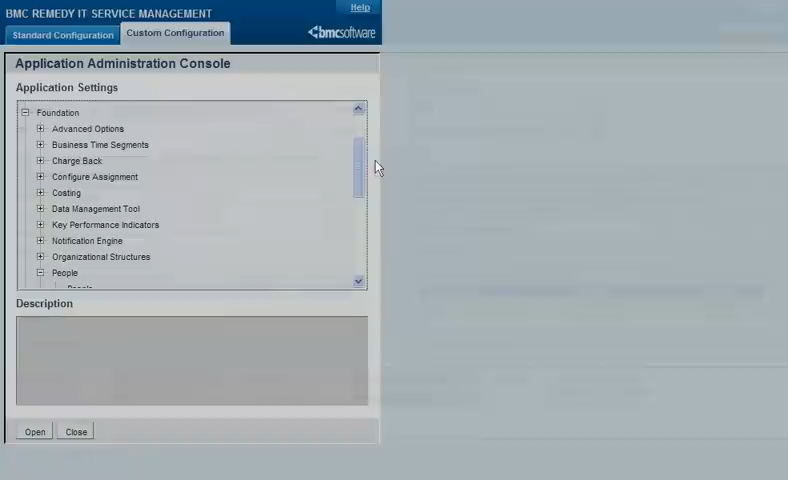 BMC REMEDY IT SERVICE MANAGEMENT
Help
Standard Configuration
Custom Configuration
bmcsoftware
Application Administration Console
Application Settings
Foundation
Advanced Options
Business Time Segments
Charge Back
Configure Assignment
Costing
Data Management Tool
Key Performance Indicators
Notification Engine
Organizational Structures
People
People
Description
Open
Close